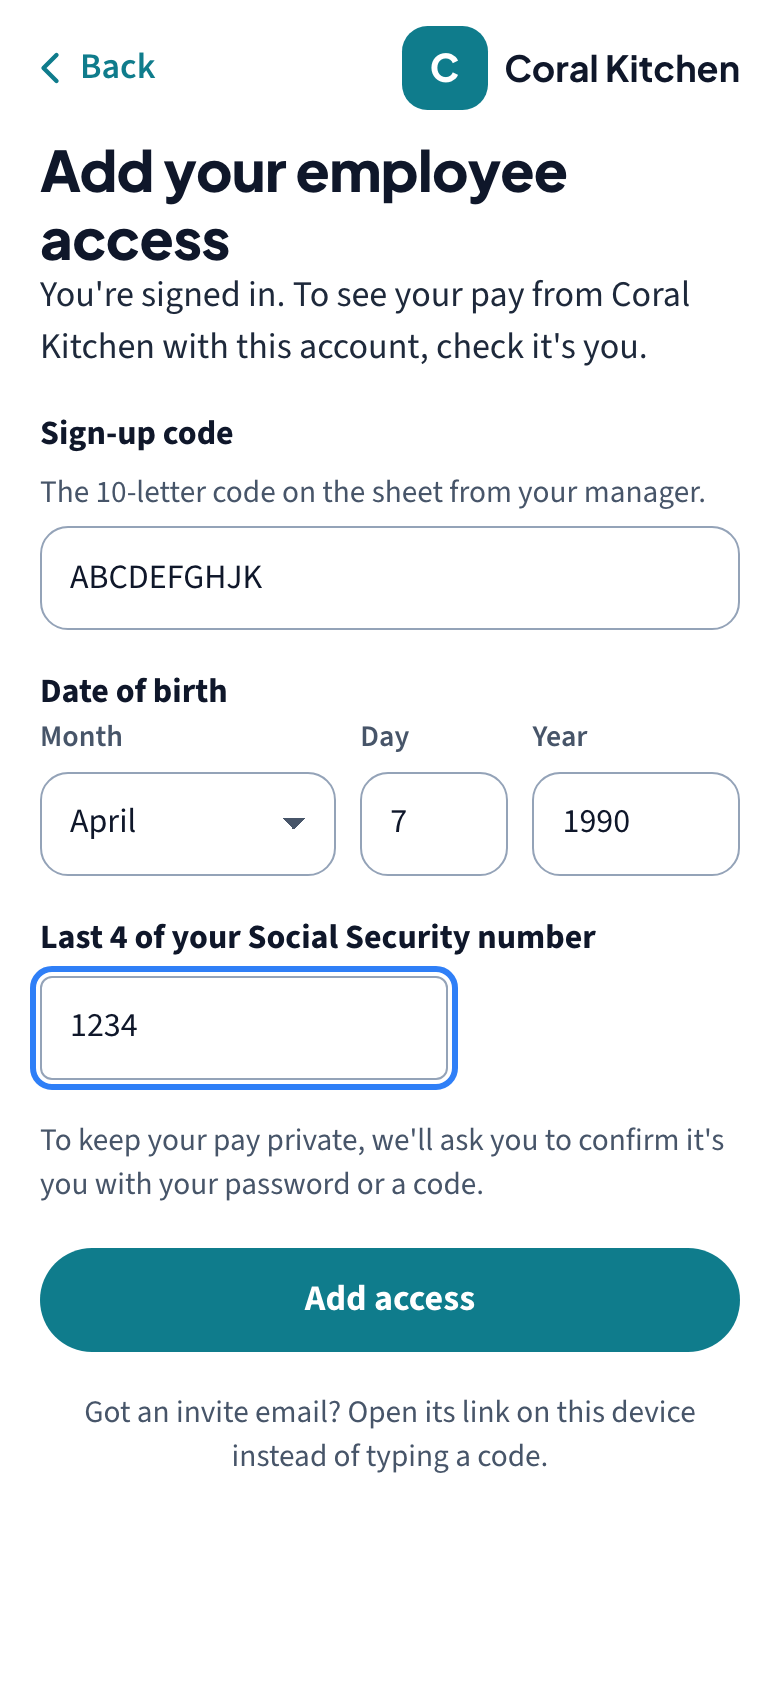 Back
C
Coral Kitchen
Add your employee
access
You're signed in. To see your pay from Coral
Kitchen with this account, check it's you.
Sign-up code
The 10-letter code on the sheet from your manager.
ABCDEFGHJK
Date of birth
Month Day Year
April 7 1990
Last 4 of your Social Security number
1234
To keep your pay private, we'll ask you to confirm it's
you with your password or a code.
Add access
Got an invite email? Open its link on this device
instead of typing a code.